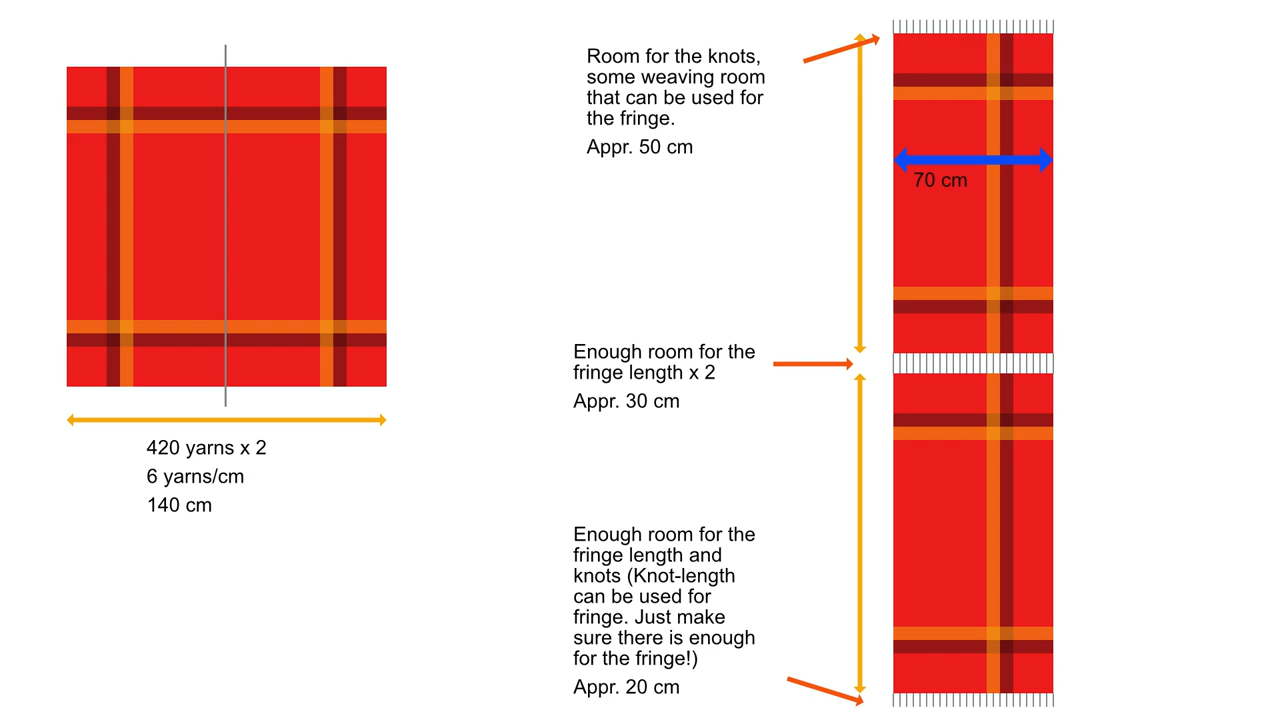 Room for the knots,
some weaving room
that can be used for
the fringe.
Appr. 50 cm
70 cm
Enough room for the
fringe length x 2
Appr. 30 cm
420 yarns x 2
6 yarns/cm
140 cm
Enough room for the
fringe length and
knots (Knot-length
can be used for
fringe. Just make
sure there is enough
for the fringe!)
Appr. 20 cm